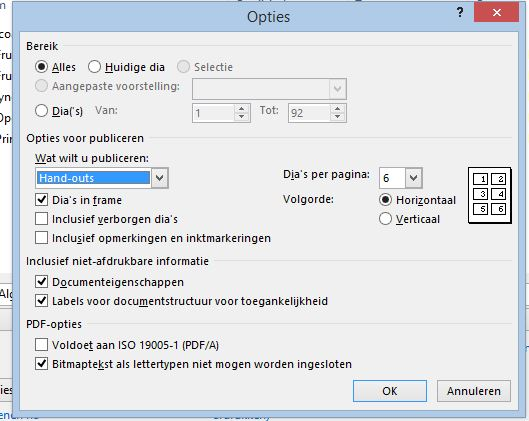 Opties
?
Bereik
Alles
Huidige dia
Selectie
Aangepaste voorstelling:
Dia('s)
Van:
1
Tot:
92
Opties voor publiceren
Wat wilt u publiceren:
Hand-outs
Dia's per pagina:
6
Dia's in frame
Volgorde:
Horizontaal
Inclusief verborgen dia's
Verticaal
Inclusief opmerkingen en inktmarkeringen
1 2
3 4
5 6
Inclusief niet-afdrukbare informatie
Documenteigenschappen
Labels voor documentstructuur voor toegankelijkheid
PDF-opties
Voldoet aan ISO 19005-1 (PDF/A)
Bitmaptekst als lettertypen niet mogen worden ingesloten
OK
Annuleren